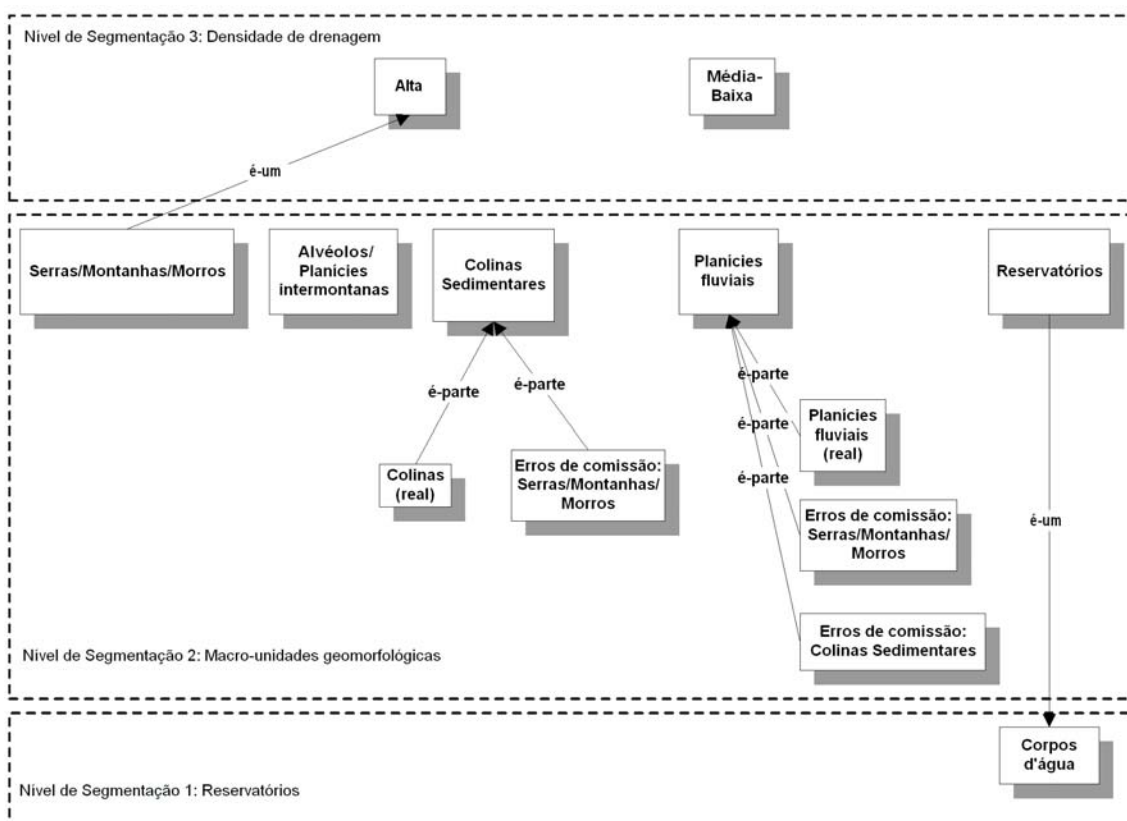 Nível de Segmentação 3: Densidade de drenagem
Alta
Média-
Baixa
é-um
Serras/Montanhas/Morros
Alvéolos/
Planícies
intermontanas
Colinas
Sedimentares
Planícies
fluviais
Reservatórios
é-parte
é-parte
é-parte
é-parte
é-parte
Colinas
(real)
Erros de comissão:
Serras/Montanhas/
Morros
Planícies
fluviais
(real)
Erros de comissão:
Serras/Montanhas/
Morros
é-um
Erros de comissão:
Colinas Sedimentares
Nível de Segmentação 2: Macro-unidades geomorfológicas
Corpos
d'água
Nível de Segmentação 1: Reservatórios